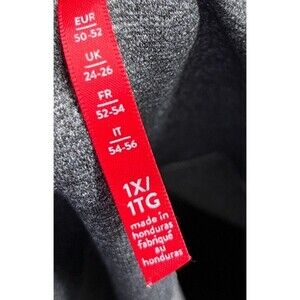 EUR
50-52
UK
24-26
FR
52-54
IT
54-56
1X/
1TG
made in
honduras
fabriqué
au
honduras